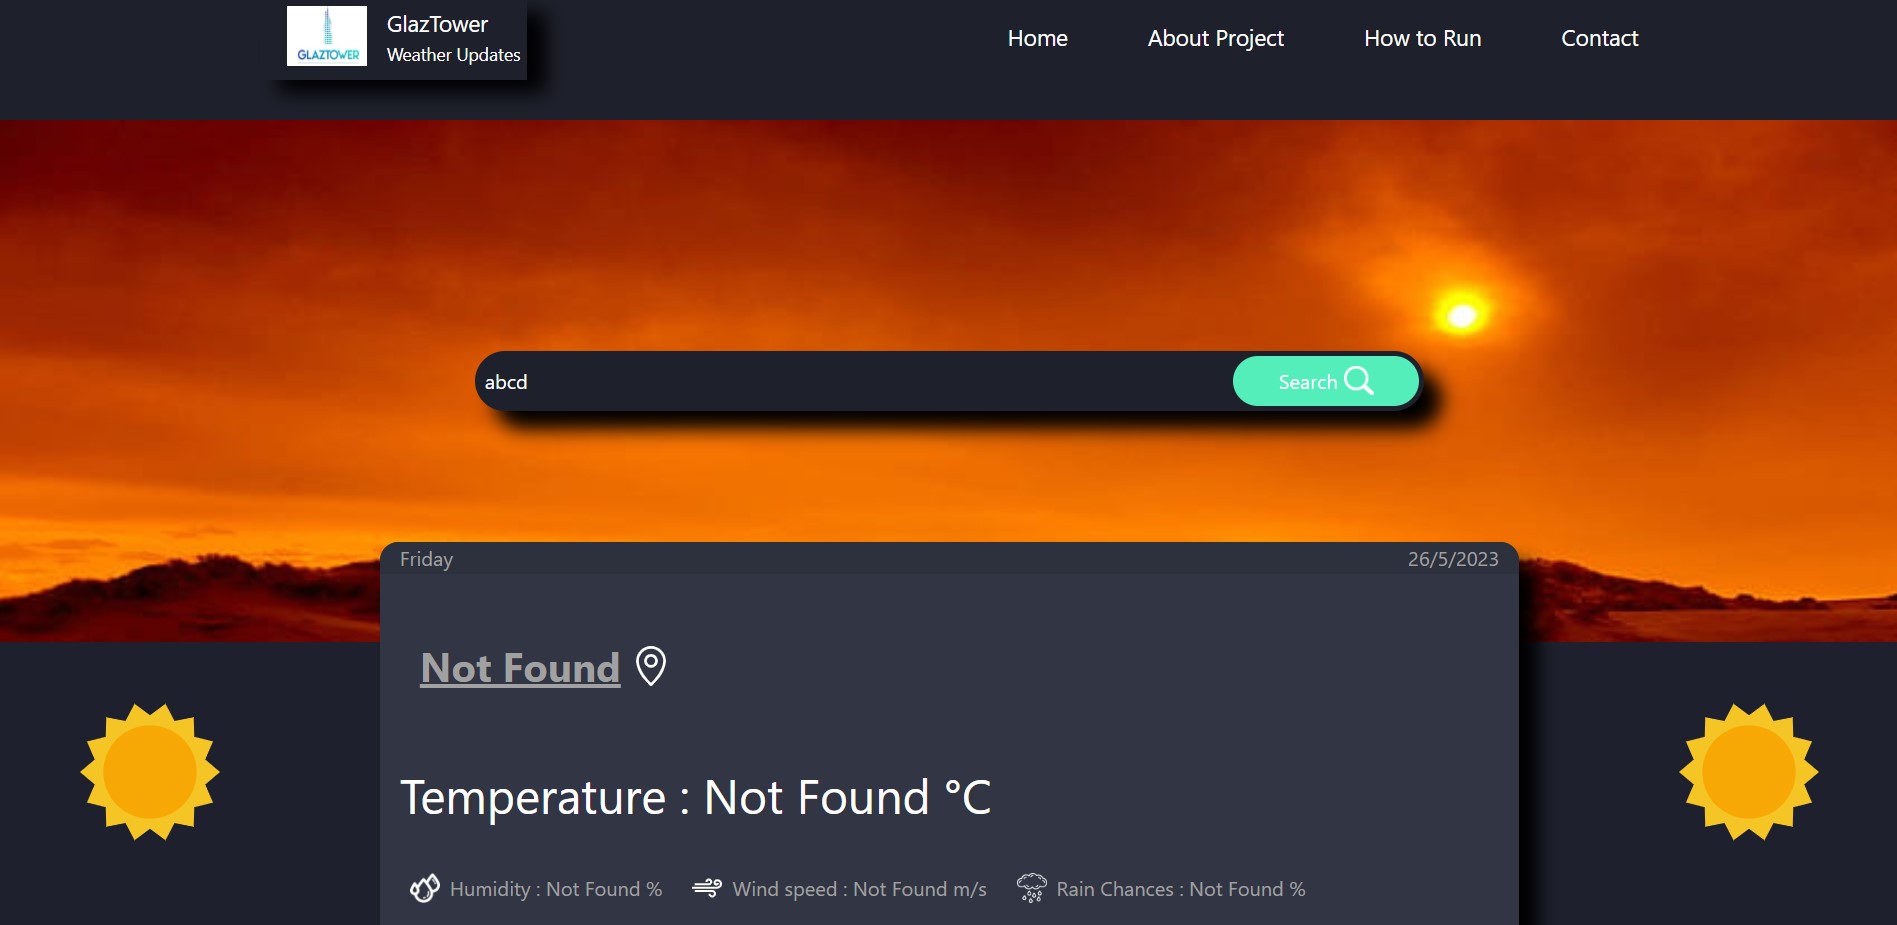 GLAZTOWER
GlazTower
Weather Updates
Home
About Project
How to Run
Contact
abcd
Search
Friday
26/5/2023
Not Found
Temperature : Not Found °C
Humidity : Not Found %
Wind speed : Not Found m/s
Rain Chances : Not Found %